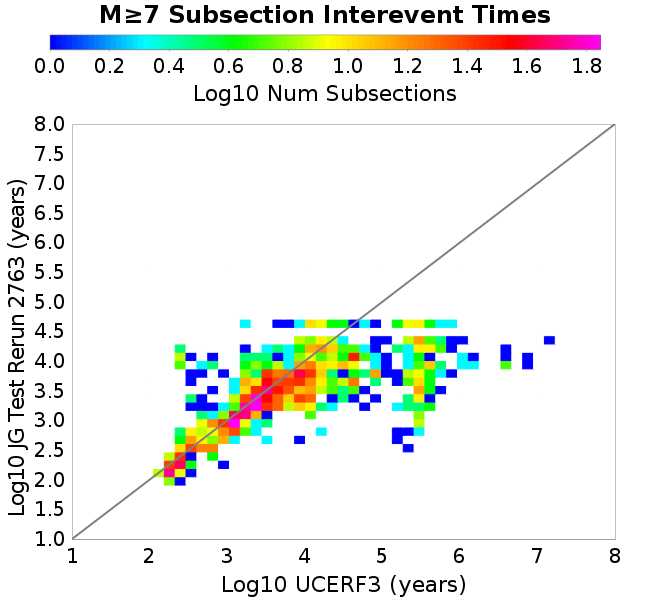 M≥7 Subsection Interevent Times
0.0 0.2 0.4 0.6 0.8 1.0 1.2 1.4 1.6 1.8
Log10 Num Subsections
8.0
7.5
7.0
6.5
6.0
5.5
5.0
4.5
4.0
3.5
3.0
2.5
2.0
1.5
1.0
Log10 JG Test Rerun 2763 (years)
1 2 3 4 5 6 7 8
Log10 UCERF3 (years)